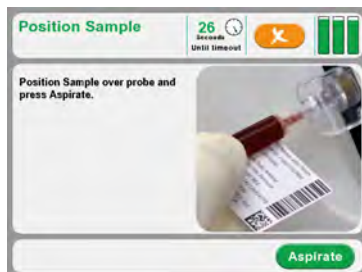 Position Sample
26
Seconds
Until timeout
Position Sample over probe and
press Aspirate.
Aspirate